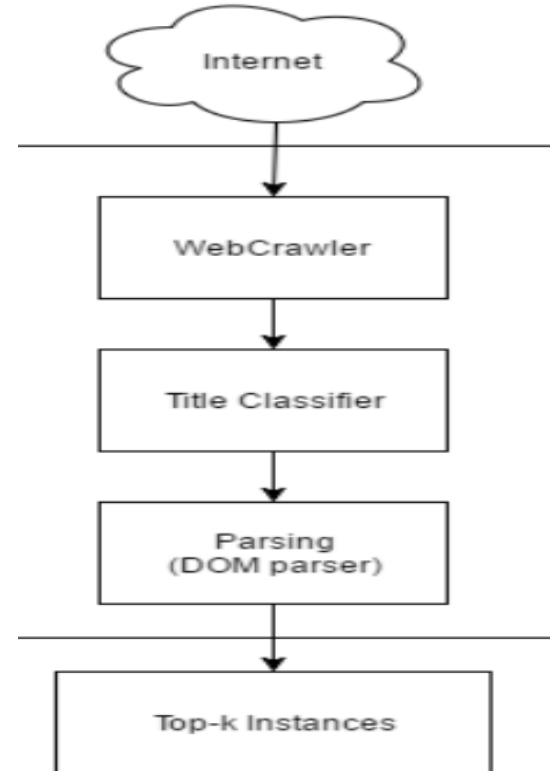 Internet
WebCrawler
Title Classifier
Parsing
(DOM parser)
Top-k Instances